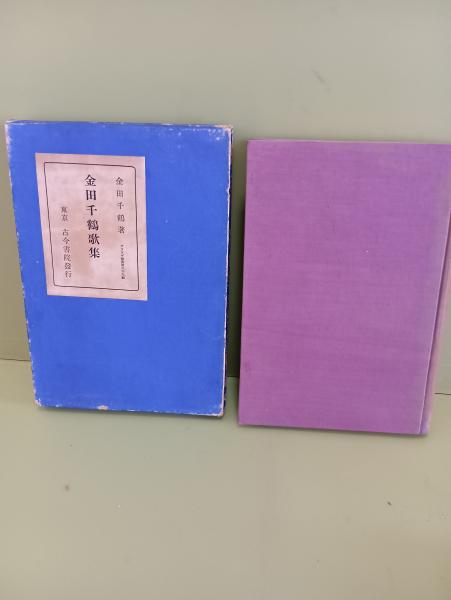 金田千鶴著
金田千鶴歌集
東京 古今書院發行